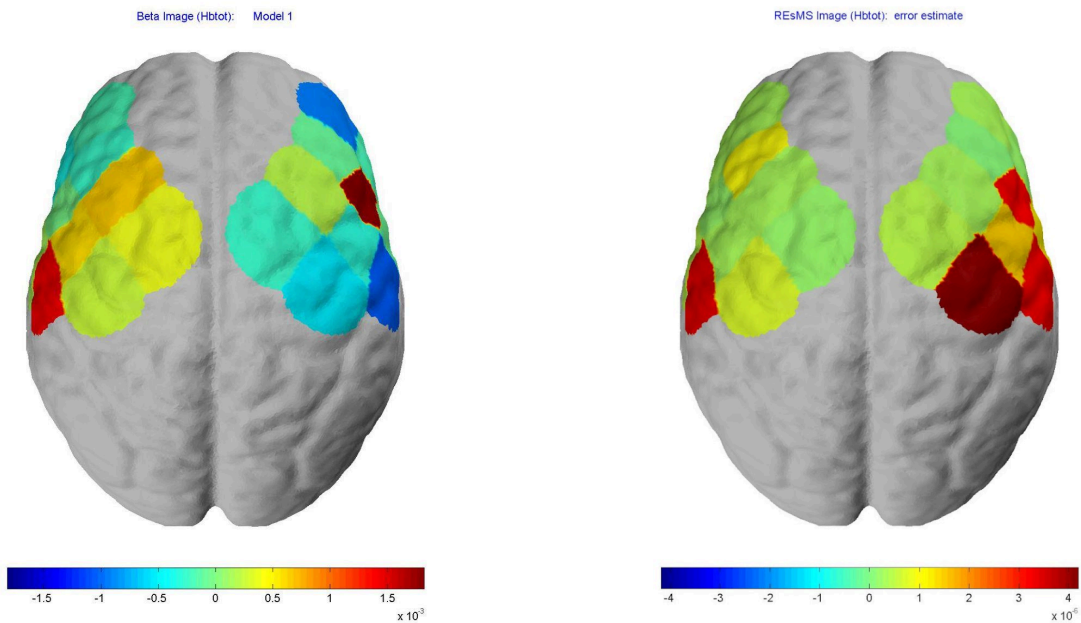 Beta Image (Hbtot): Model 1
REsMS Image (Hbtot): error estimate
-1.5 -1 -0.5 0 0.5 1 1.5
x 10-3
-4 -3 -2 -1 0 1 2 3 4
x 10-6